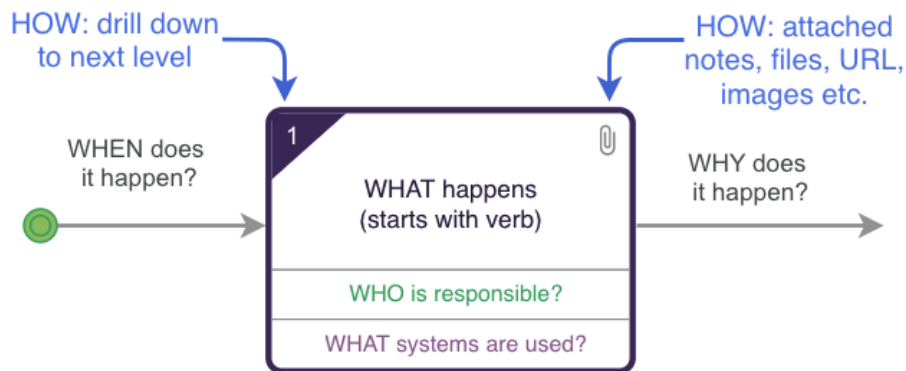 HOW: drill down
to next level
HOW: attached
notes, files, URL,
images etc.
WHEN does
it happen?
1
WHAT happens
(starts with verb)
WHO is responsible?
WHAT systems are used?
WHY does
it happen?